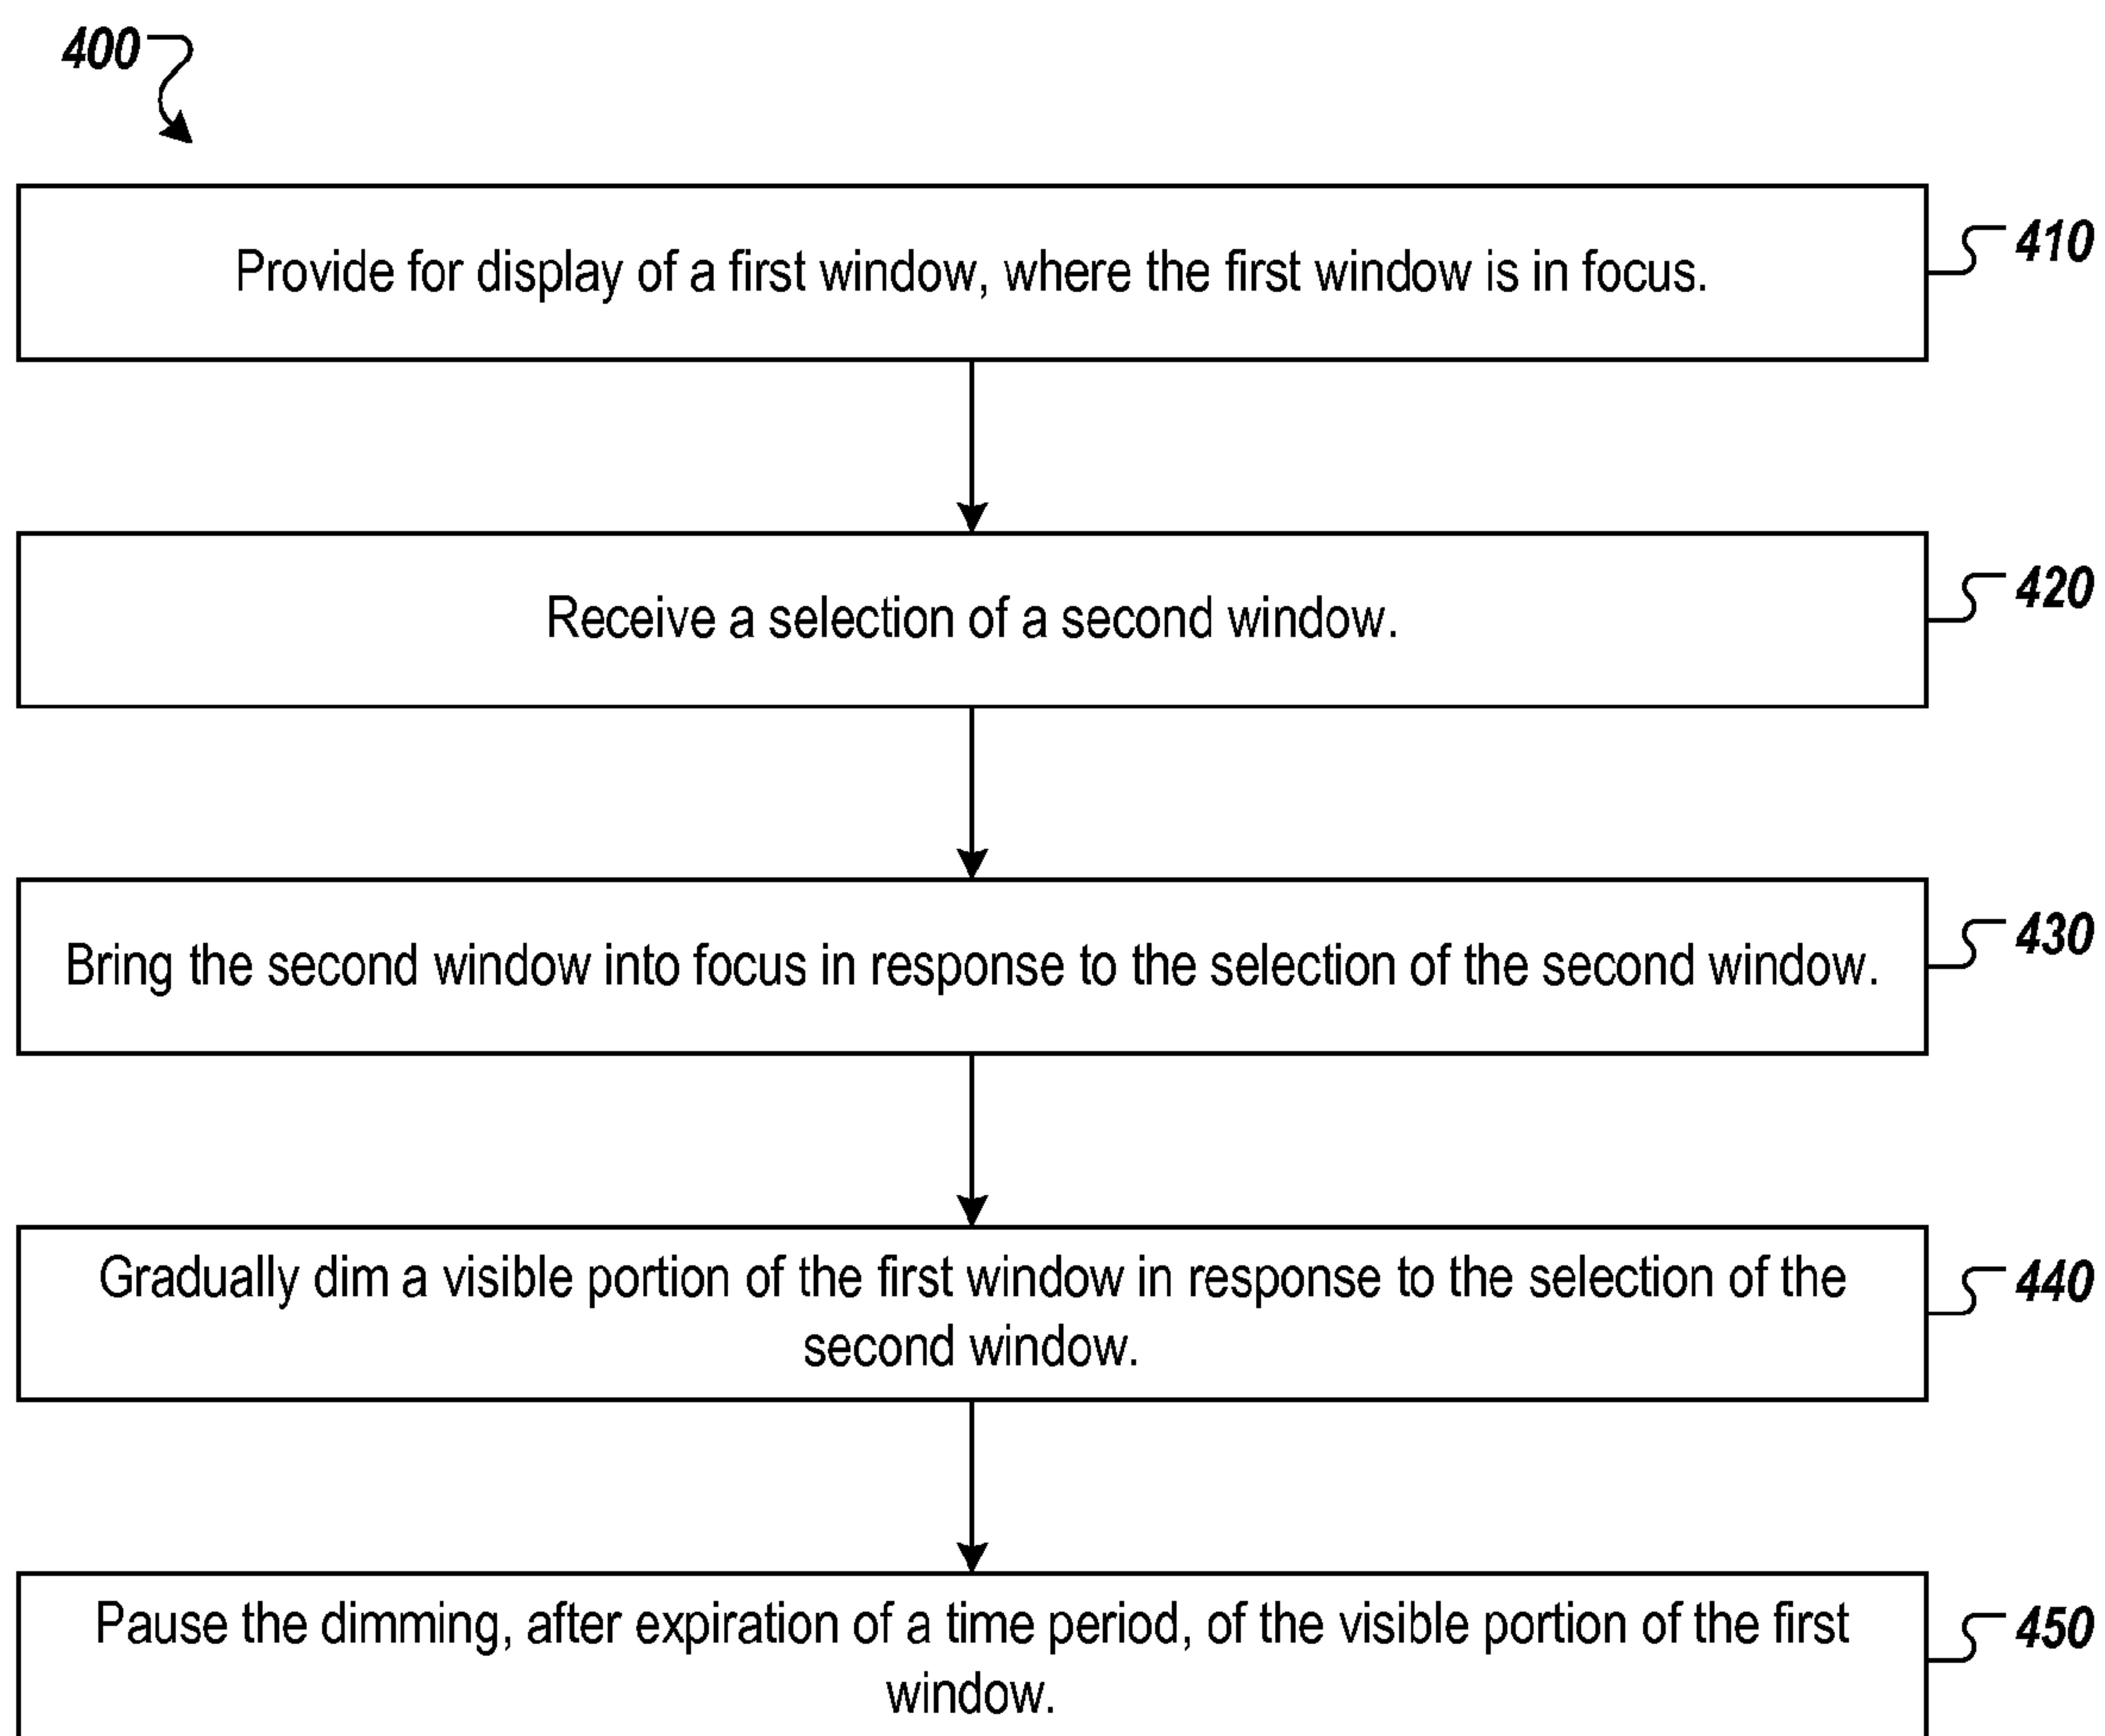 400
Provide for display of a first window, where the first window is in focus.
410
Receive a selection of a second window.
420
Bring the second window into focus in response to the selection of the second window.
430
Gradually dim a visible portion of the first window in response to the selection of the
second window.
440
Pause the dimming, after expiration of a time period, of the visible portion of the first
window.
450